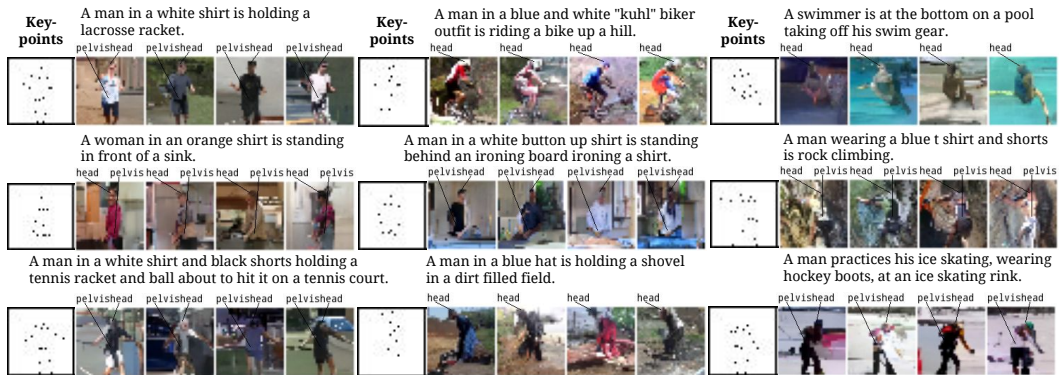 Key-
points
A man in a white shirt is holding a
lacrosse racket.
pelvishead pelvishead pelvishead pelvishead
Key-
points
A man in a blue and white "kuhl" biker
outfit is riding a bike up a hill.
head head head head
Key-
points
A swimmer is at the bottom on a pool
taking off his swim gear.
head head head head
A woman in an orange shirt is standing
in front of a sink.
head pelvis head pelvis head pelvis head pelvis
A man in a white button up shirt is standing
behind an ironing board ironing a shirt.
pelvishead pelvishead pelvishead pelvishead
A man wearing a blue t shirt and shorts
is rock climbing.
head pelvis head pelvis head pelvis head pelvis
A man in a white shirt and black shorts holding a
tennis racket and ball about to hit it on a tennis court.
pelvishead pelvishead pelvishead pelvishead
A man in a blue hat is holding a shovel
in a dirt filled field.
head head head head
A man practices his ice skating, wearing
hockey boots, at an ice skating rink.
pelvishead pelvishead pelvishead pelvishead